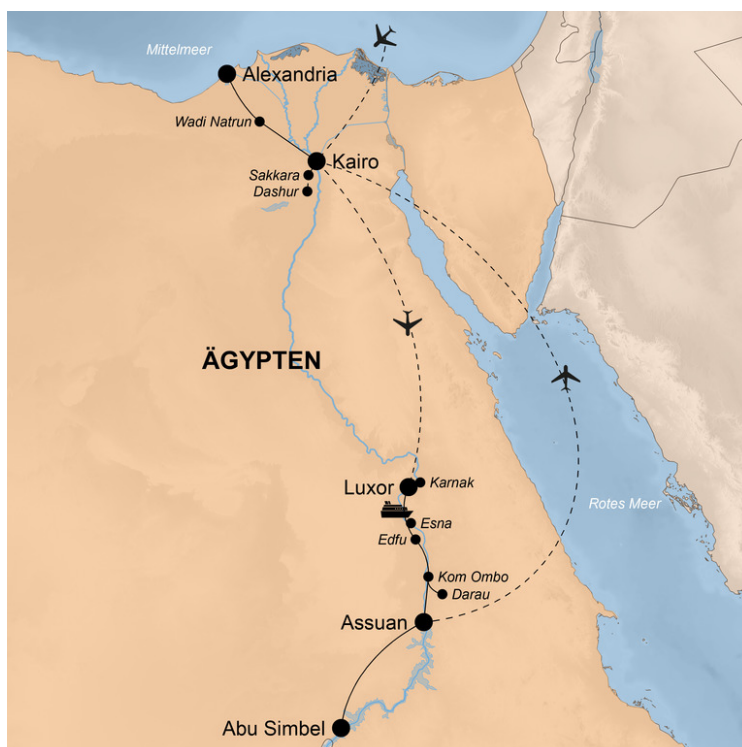 Mittelmeer
Alexandria
Wadi Natrun
Kairo
Sakkara
Dashur
ÄGYPTEN
Luxor
Karnak
Rotes Meer
Esna
Edfu
Kom Ombo
Darau
Assuan
Abu Simbel